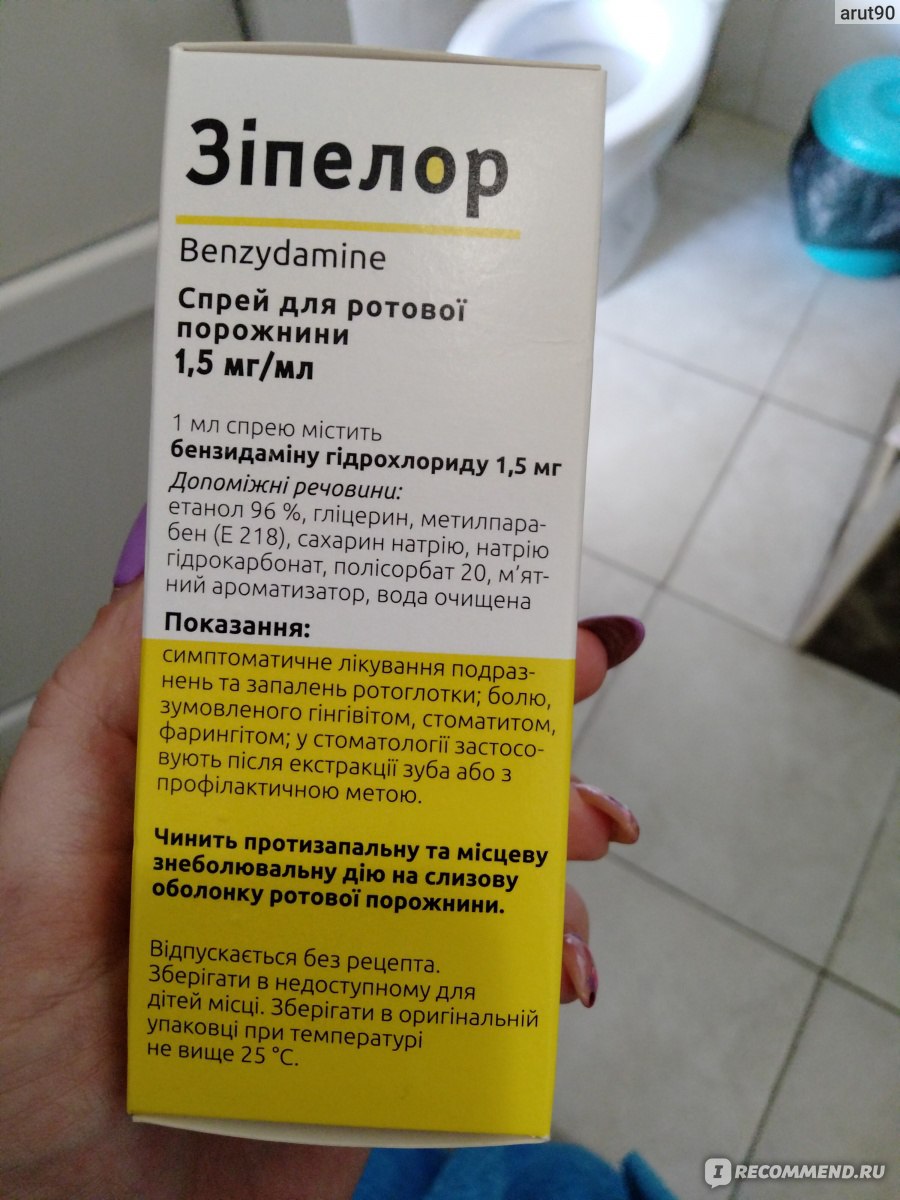 arut90
Зіпелор
Benzydamine
Спрей для ротової
порожнини
1,5 мг/мл
1 мл спрею містить
бензидаміну гідрохлориду 1,5 мг
Допоміжні речовини:
етанол 96 %, гліцерин, метилпара-
бен (Е 218), сахарин натрію, натрію
гідрокарбонат, полісорбат 20, м’ят-
ний ароматизатор, вода очищена
Показання:
симптоматичне лікування подраз-
нень та запалень ротоглотки; болю,
зумовленого гінгівітом, стоматитом,
фарингітом; у стоматології застосо-
вують після екстракції зуба або з
профілактичною метою.
Чинить протизапальну та місцеву
знеболювальну дію на слизову
оболонку ротової порожнини.
Відпускається без рецепта.
Зберігати в недоступному для
дітей місці. Зберігати в оригінальній
упаковці при температурі
не вище 25 °C.
I RECOMMEND.RU